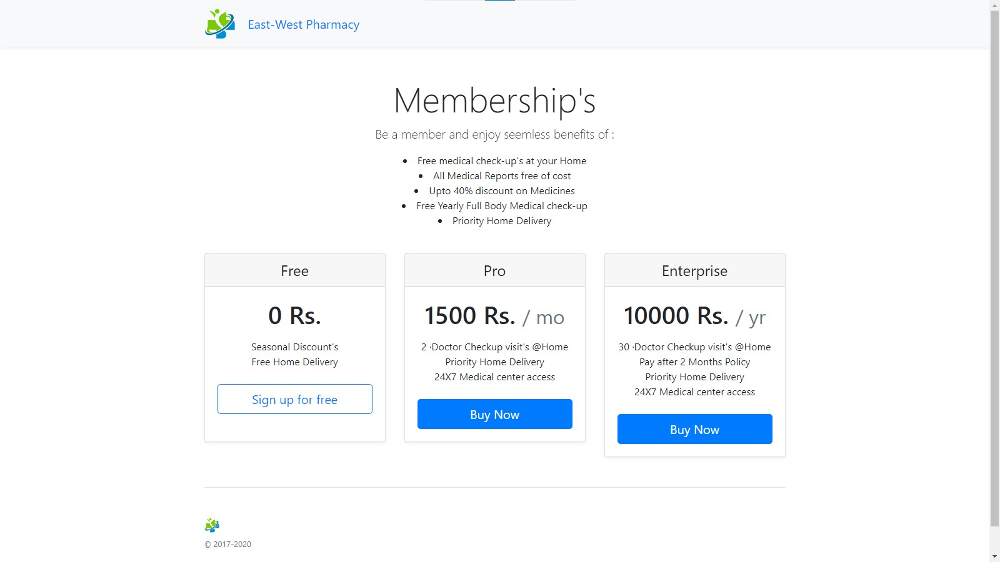 East-West Pharmacy
Membership's
Be a member and enjoy seemless benefits of :
• Free medical check-up's at your Home
• All Medical Reports free of cost
• Upto 40% discount on Medicines
• Free Yearly Full Body Medical check-up
• Priority Home Delivery
Free
0 Rs.
Seasonal Discount's
Free Home Delivery
Sign up for free
Pro
1500 Rs. / mo
2 ·Doctor Checkup visit's @Home
Priority Home Delivery
24X7 Medical center access
Buy Now
Enterprise
10000 Rs. / yr
30 ·Doctor Checkup visit's @Home
Pay after 2 Months Policy
Priority Home Delivery
24X7 Medical center access
Buy Now
© 2017-2020